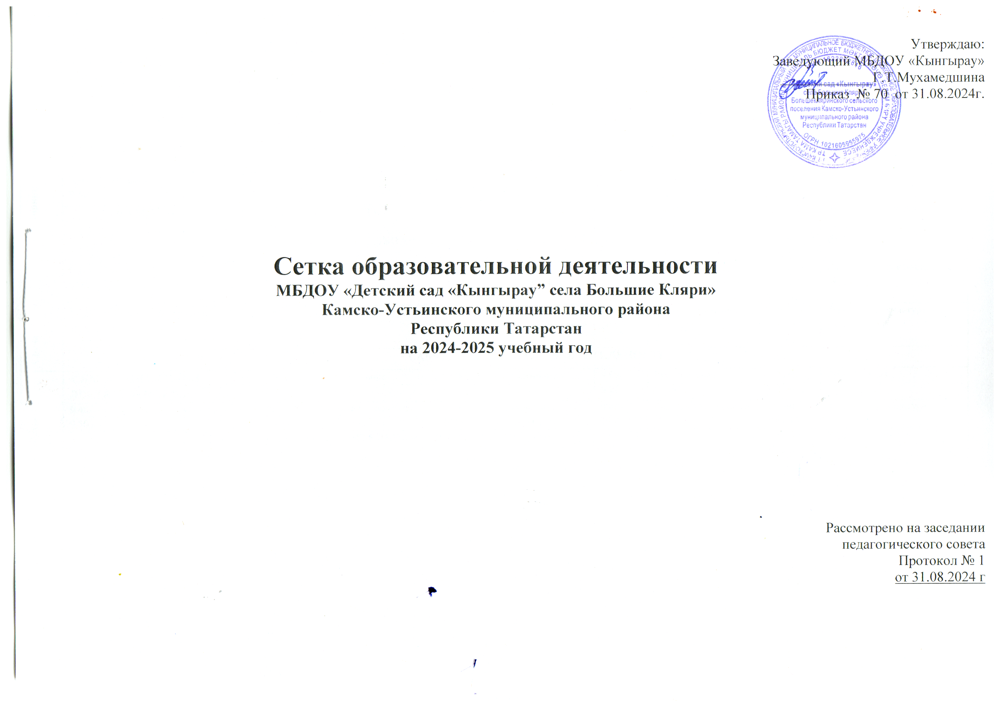 Утверждаю:
Заведующий МБДОУ «Кынгырау»
Г.Т.Мухамедшина
Приказ № 70 от 31.08.2024г.
сад «Кынгырау»
Большекляринского сельского
поселения Камско-Устьинского
муниципального района
Республики Татарстан
ОГРН 1021605955975
Сетка образовательной деятельности
МБДОУ «Детский сад «Кынгырау” села Большие Кляри»
Камско-Устьинского муниципального района
Республики Татарстан
на 2024-2025 учебный год
Рассмотрено на заседании
педагогического совета
Протокол № 1
от 31.08.2024 г